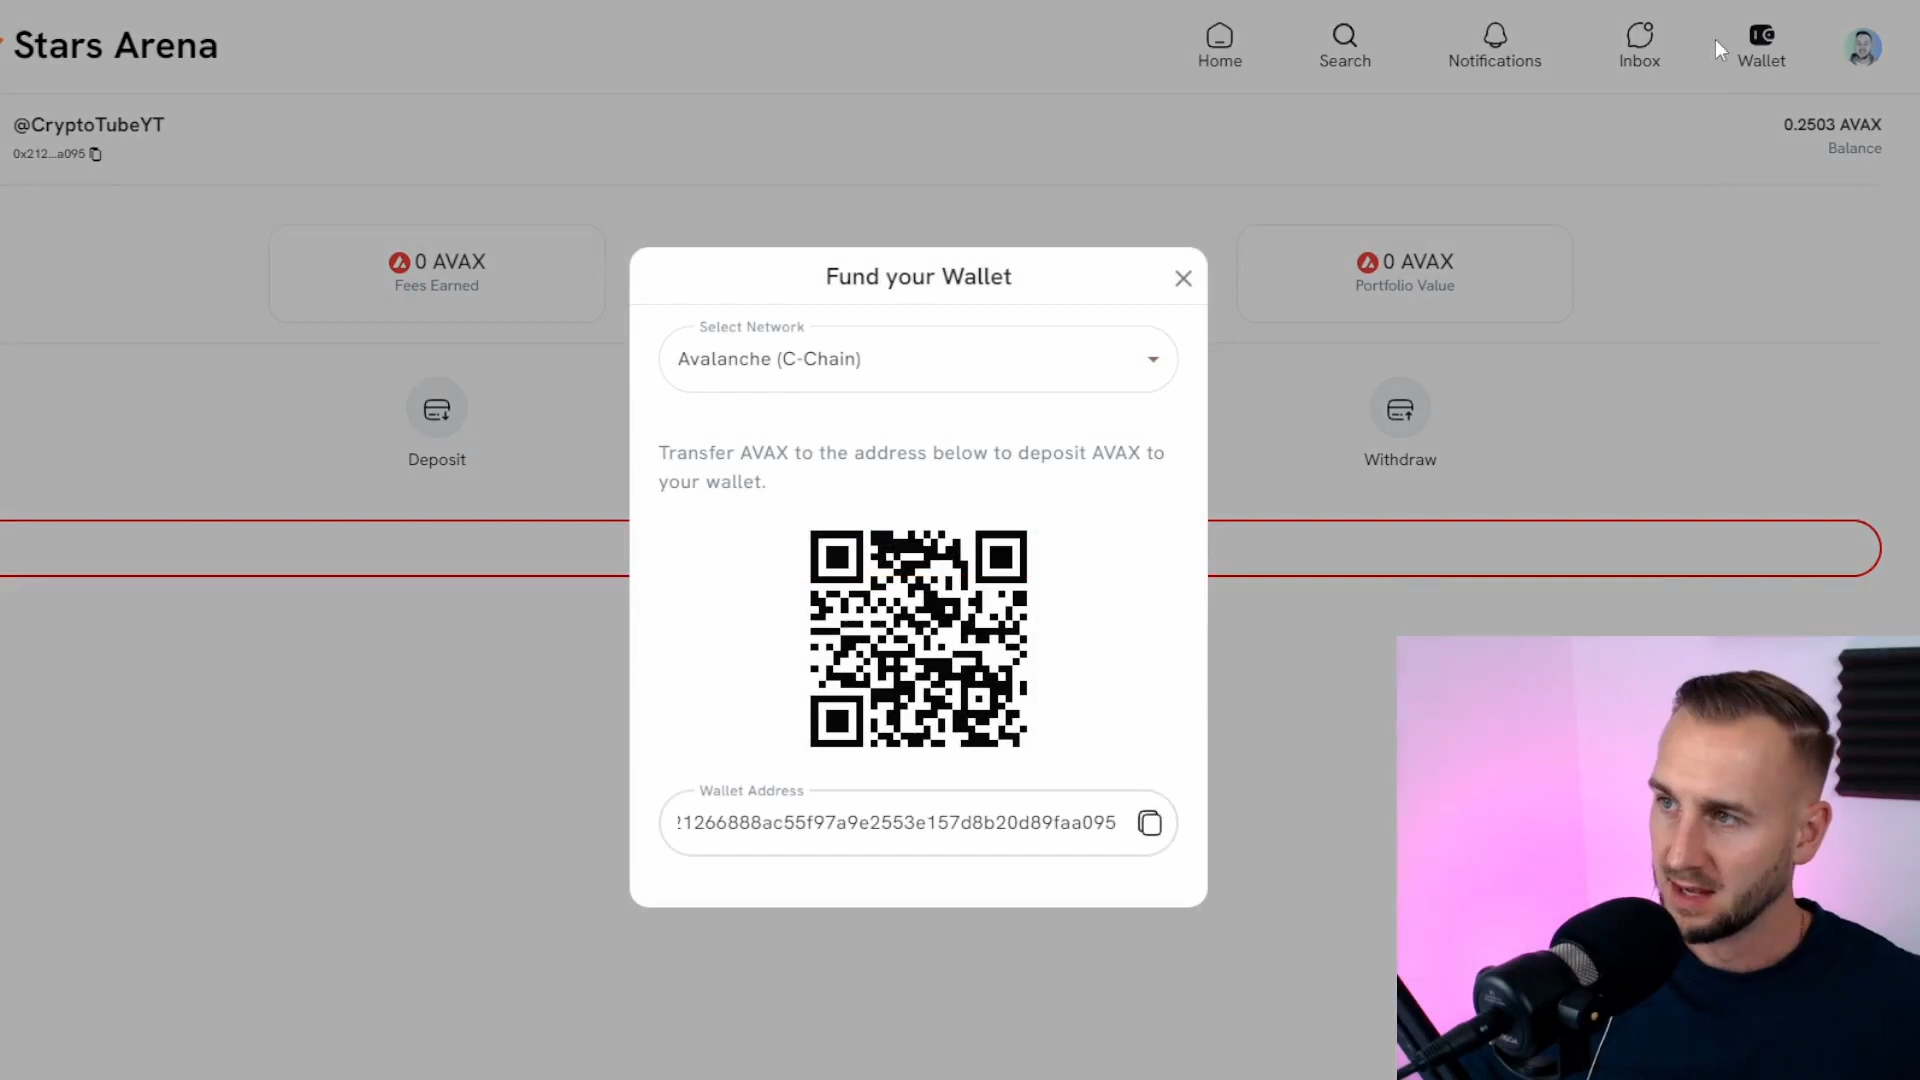 Stars Arena
Home
Search
Notifications
Inbox
Wallet
@CryptoTubeYT
0x212...a095
0.2503 AVAX
Balance
0 AVAX
Fees Earned
0 AVAX
Portfolio Value
Fund your Wallet
Select Network
Avalanche (C-Chain)
Transfer AVAX to the address below to deposit AVAX to
your wallet.
Deposit
Withdraw
Wallet Address
21266888ac55f97a9e2553e157d8b20d89faa095